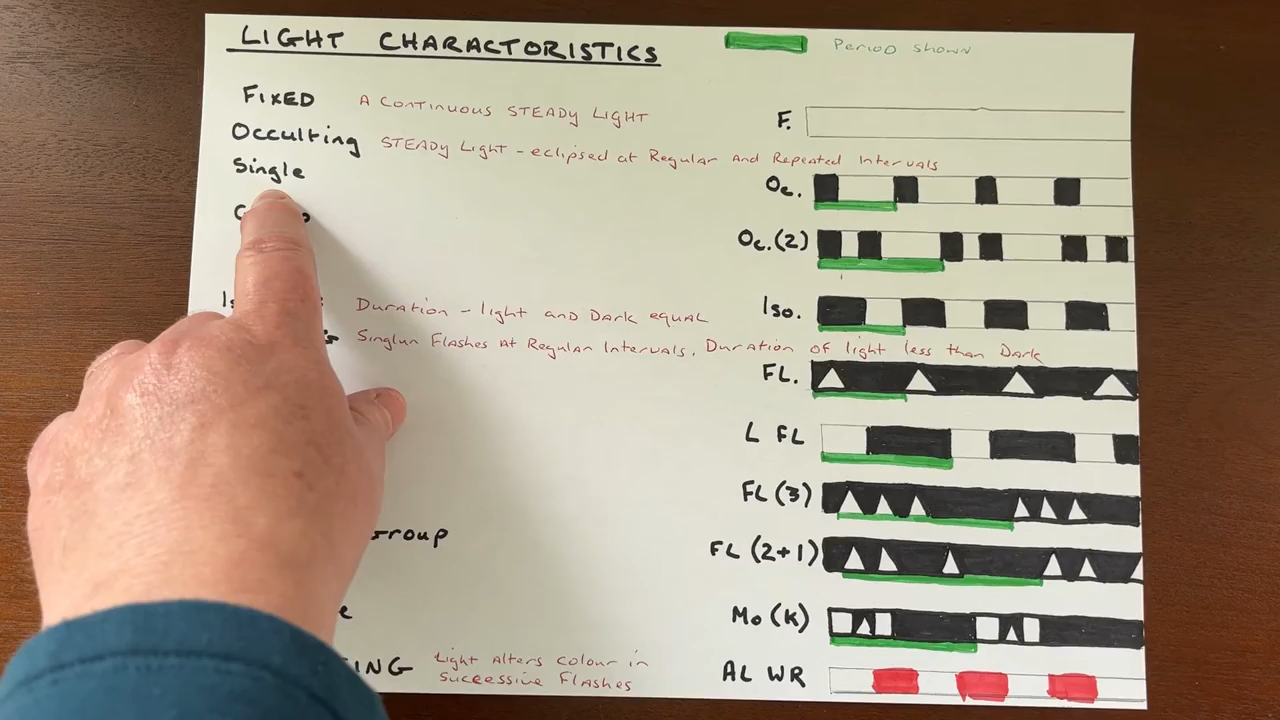 LIGHT CHARACTORISTICS
Period shown
FIXED A Continuous STEADY LIGHT F.
Occulting STEADY Light - eclipsed at Regular and Repeated Intervals
Single Oc.
Oc.(2)
Duration - light and Dark equal Iso.
Singlun Flashes at Regular Intervals. Duration of light less than Dark
FL.
L FL
FL (3)
group FL (2+1)
Mo (K)
Light Alters colour in AL WR
Successive Flashes